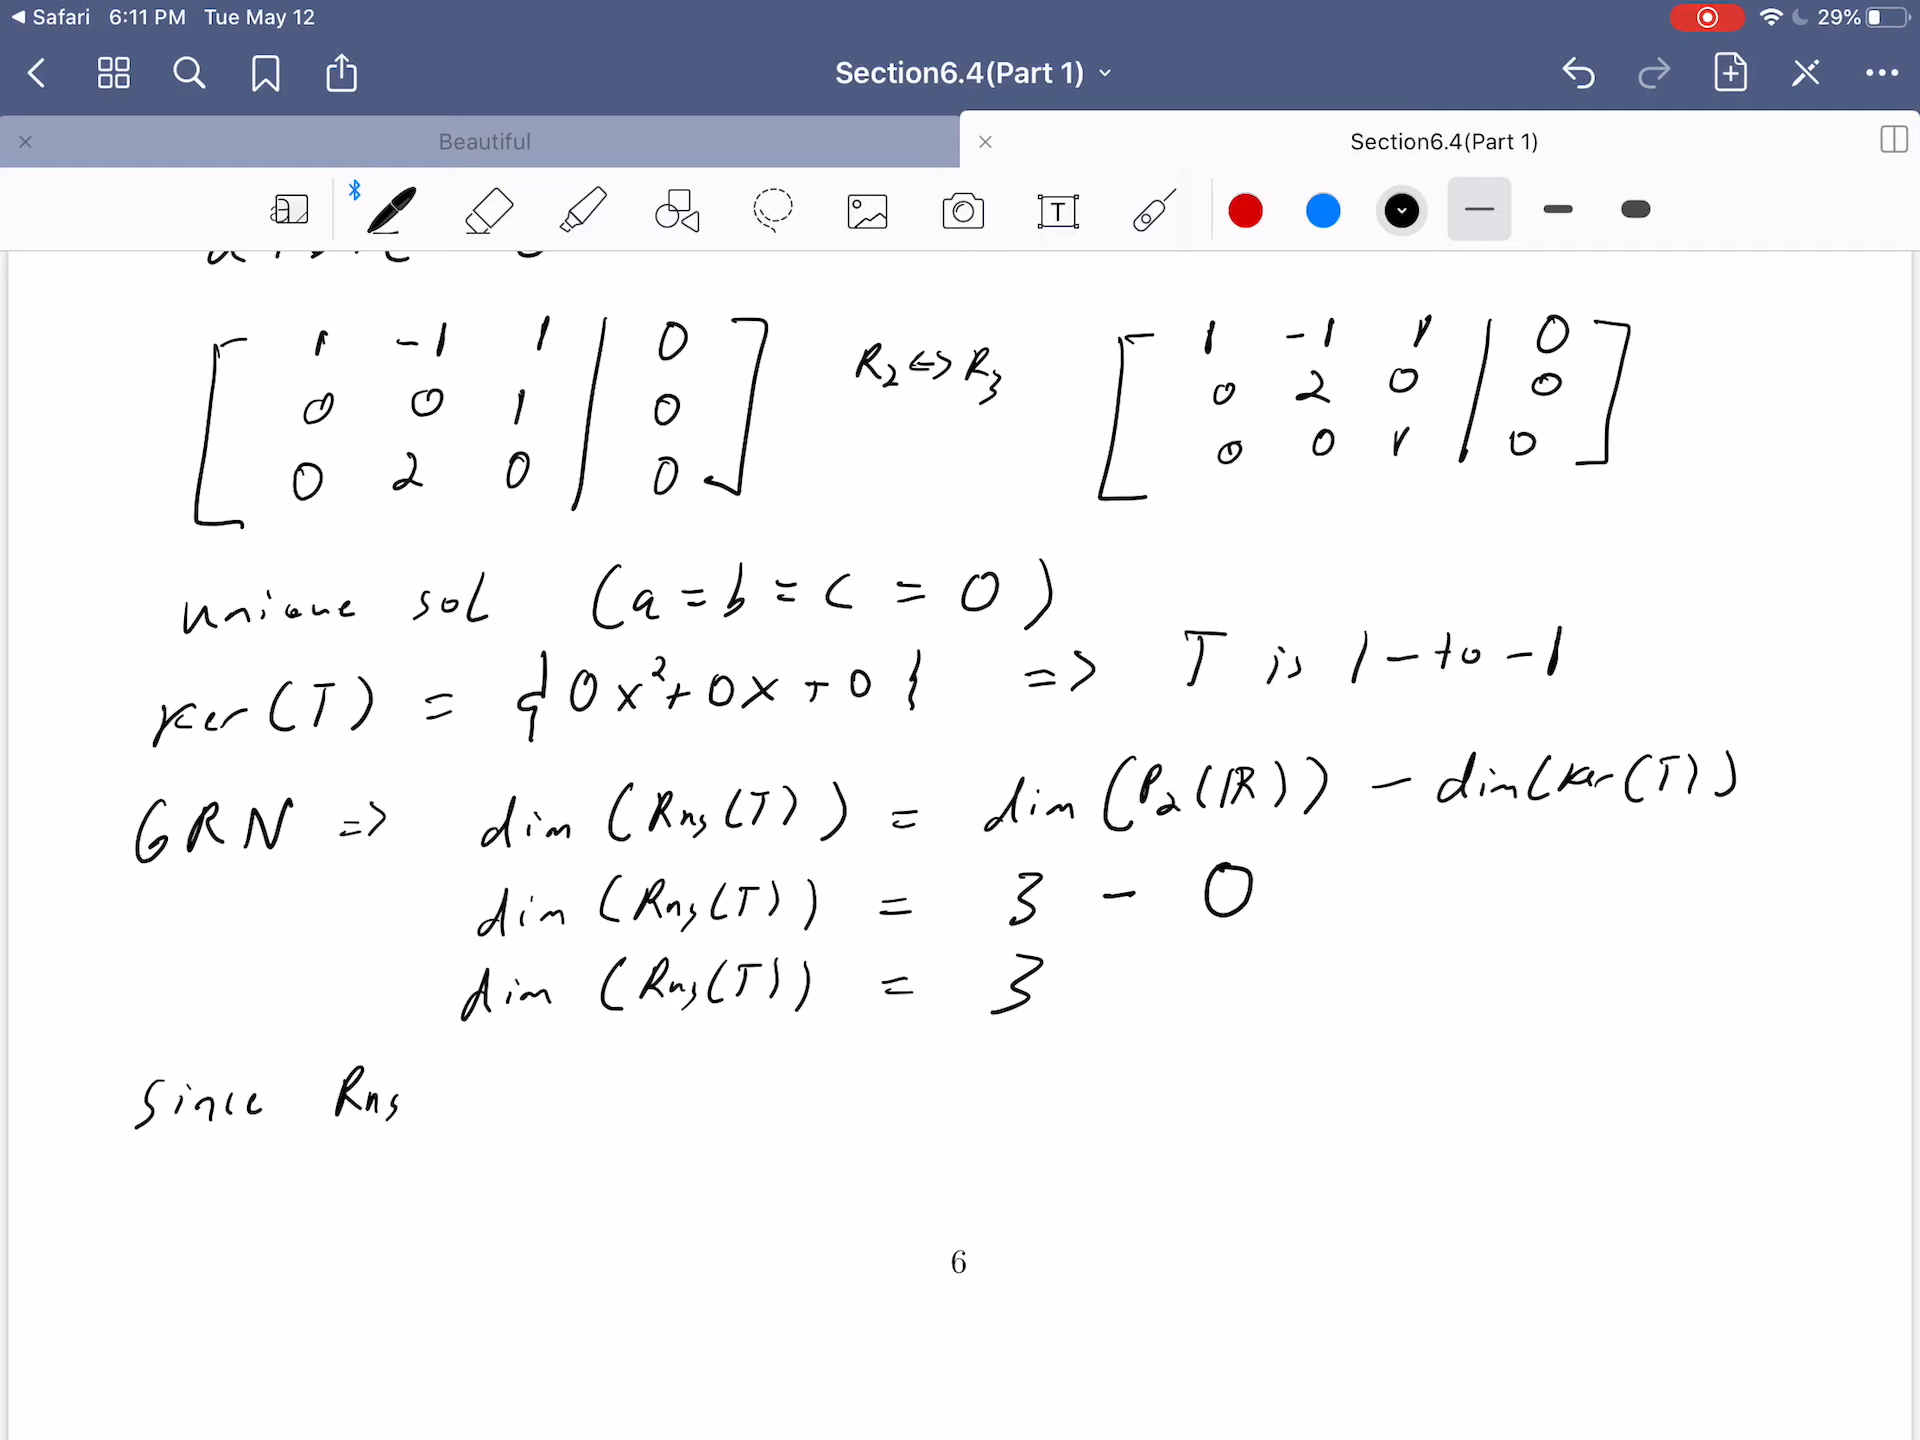 Safari 6:11 PM Tue May 12 29%
Section6.4(Part 1)
Beautiful Section6.4(Part 1)
a T
1 -1 1 | 0 R₂ <-> R₃ 1 -1 1 | 0
0 0 1 | 0 0 2 0 | 0
0 2 0 | 0 0 0 1 | 0
unique sol (a = b = c = 0)
ker(T) = {0x²+0x+0} => T is 1-to-1
GRN => dim (Rng(T)) = dim (P₂(ℝ)) - dim(ker(T))
dim (Rng(T)) = 3 - 0
dim (Rng(T)) = 3
Since Rng
6